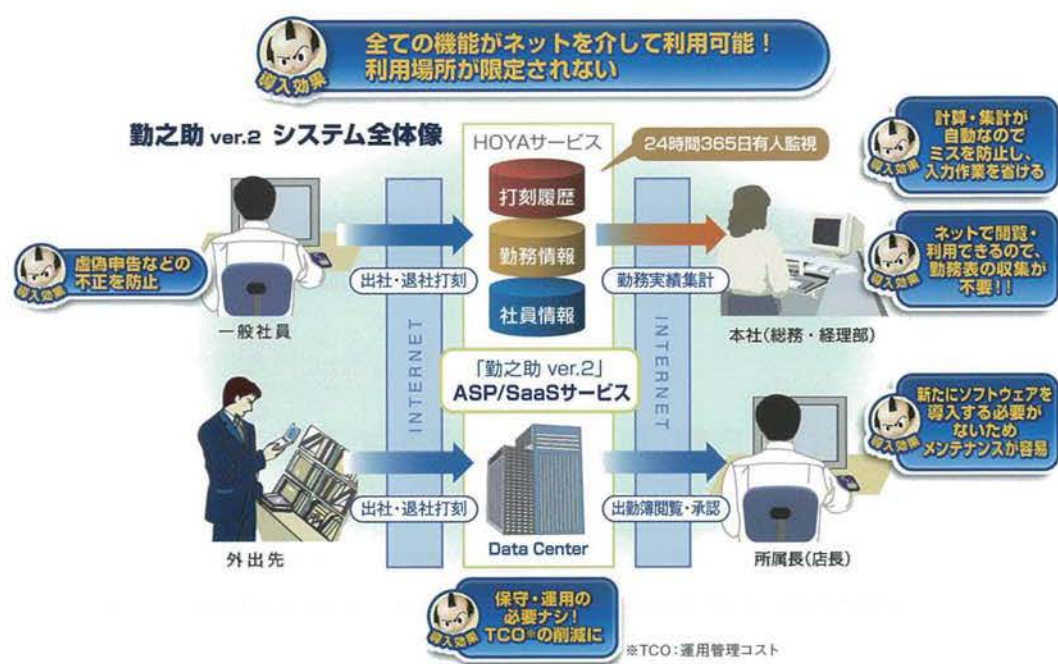 全ての機能がネットを介して利用可能！
利用場所が限定されない
導入効果
勤之助 ver.2 システム全体像
HOYAサービス
24時間365日有人監視
打刻履歴
勤務情報
社員情報
計算・集計が
自動なので
ミスを防止し、
入力作業を省ける
導入効果
虚偽申告などの
不正を防止
導入効果
出社・退社打刻
勤務実績集計
ネットで閲覧・
利用できるので、
勤務表の収集が
不要！！
導入効果
一般社員
本社(総務・経理部)
INTERNET
INTERNET
「勤之助 ver.2」
ASP/SaaSサービス
新たにソフトウェアを
導入する必要が
ないため
メンテナンスが容易
導入効果
出社・退社打刻
出勤簿閲覧・承認
Data Center
外出先
所属長(店長)
保守・運用の
必要ナシ！
TCO※の削減に
導入効果
※TCO：運用管理コスト